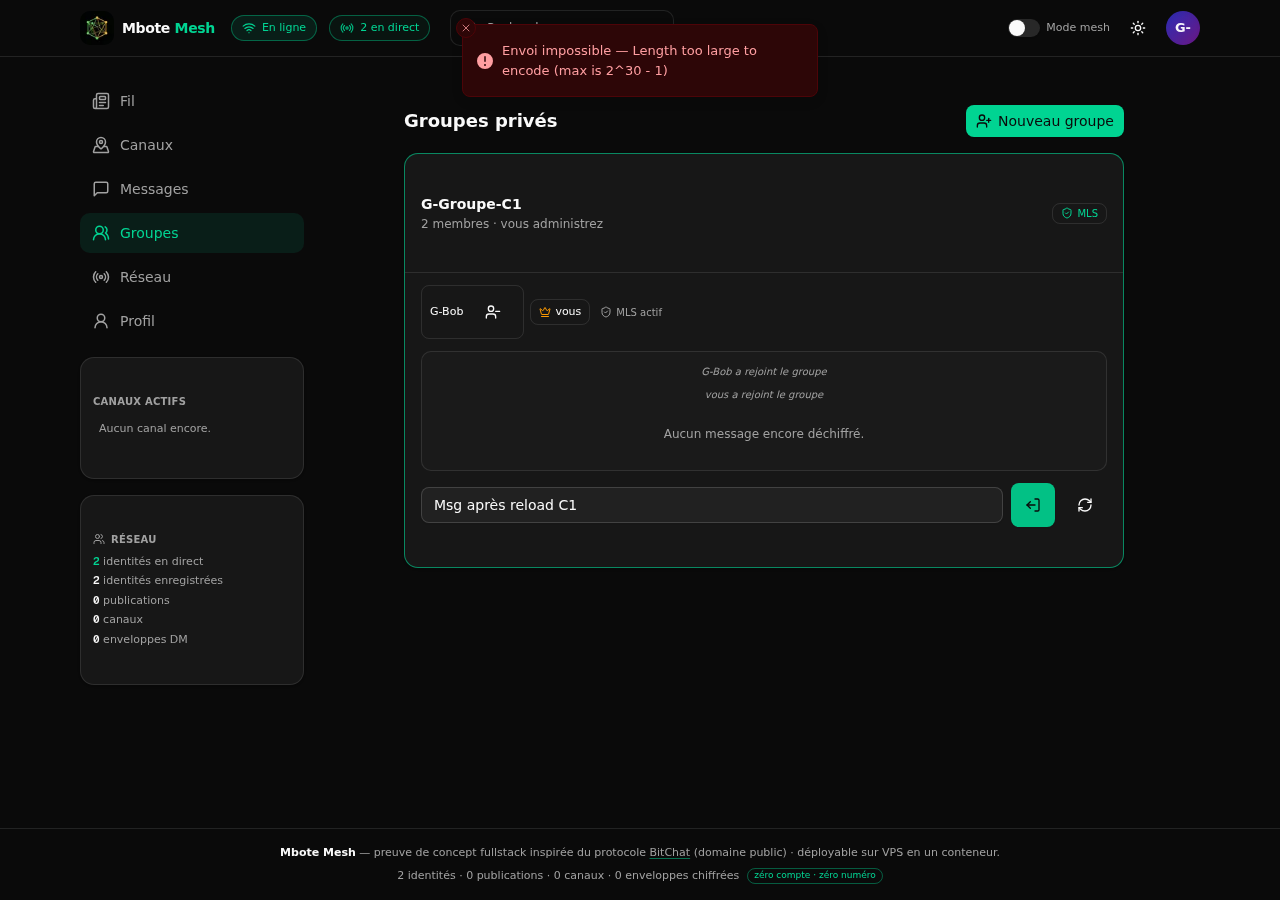 Mbote Mesh
En ligne
2 en direct
Envoi impossible — Length too large to
encode (max is 2^30 - 1)
Mode mesh
G-
Fil
Canaux
Messages
Groupes
Réseau
Profil
CANAUX ACTIFS
Aucun canal encore.
RÉSEAU
2 identités en direct
2 identités enregistrées
0 publications
0 canaux
0 enveloppes DM
Groupes privés
Nouveau groupe
G-Groupe-C1
2 membres · vous administrez
MLS
G-Bob
vous
MLS actif
G-Bob a rejoint le groupe
vous a rejoint le groupe
Aucun message encore déchiffré.
Msg après reload C1
Mbote Mesh — preuve de concept fullstack inspirée du protocole BitChat (domaine public) · déployable sur VPS en un conteneur.
2 identités · 0 publications · 0 canaux · 0 enveloppes chiffrées
zéro compte · zéro numéro